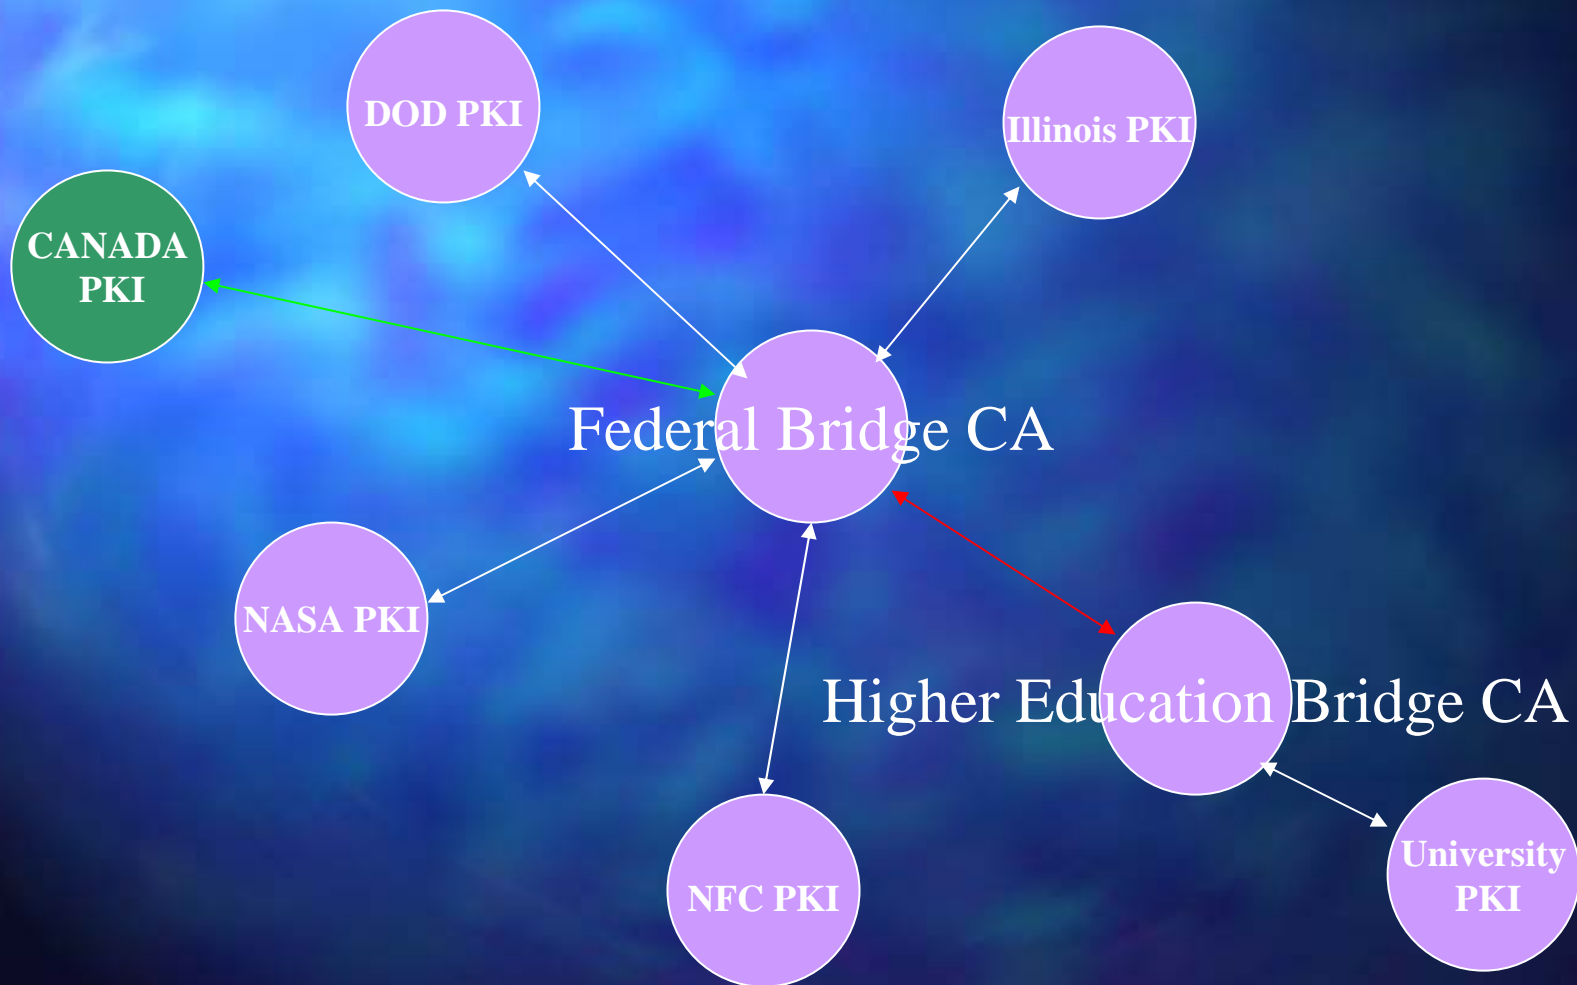 DOD PKI
Illinois PKI
CANADA
PKI
Federal Bridge CA
NASA PKI
Higher Education Bridge CA
NFC PKI
University
PKI